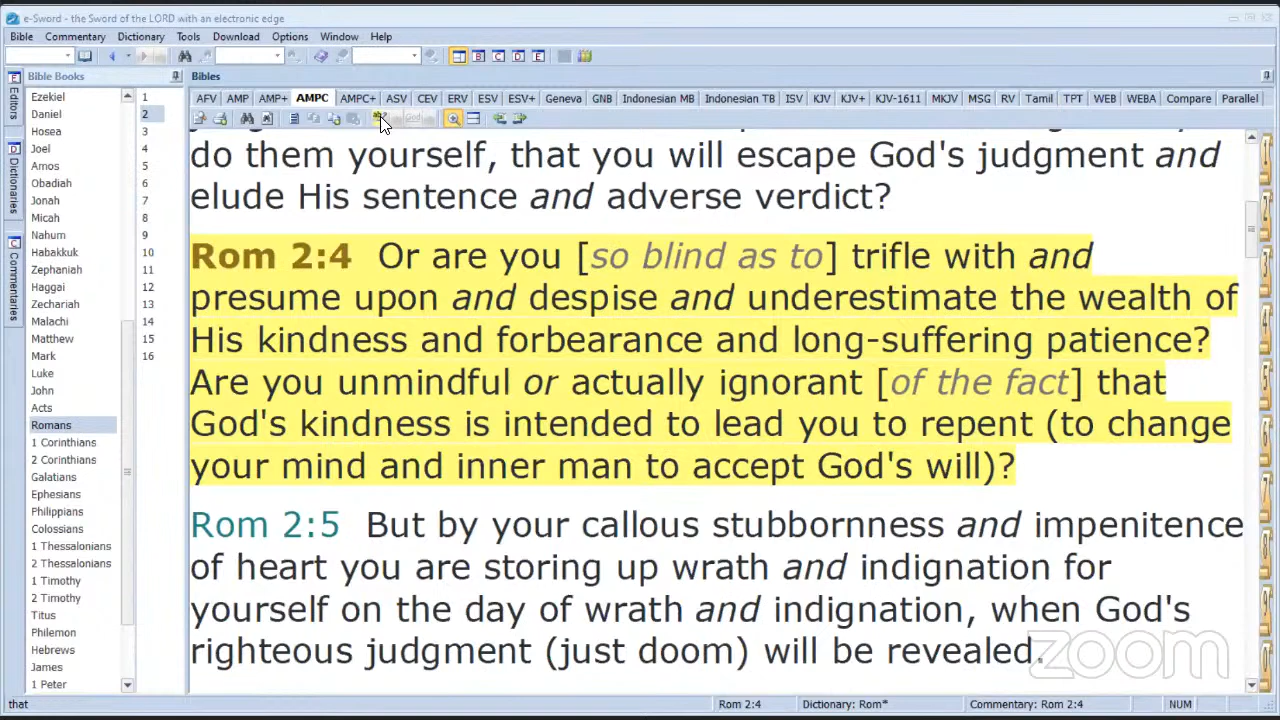 e-Sword - the Sword of the LORD with an electronic edge
Bible Commentary Dictionary Tools Download Options Window Help
Bible Books
Bibles
AFV AMP AMP+ AMPC AMPC+ ASV CEV ERV ESV ESV+ Geneva GNB Indonesian MB Indonesian TB ISV KJV KJV+ KJV-1611 MKJV MSG RV Tamil TPT WEB WEBA Compare Parallel
Editors
Dictionaries
Commentaries
Ezekiel
Daniel
Hosea
Joel
Amos
Obadiah
Jonah
Micah
Nahum
Habakkuk
Zephaniah
Haggai
Zechariah
Malachi
Matthew
Mark
Luke
John
Acts
Romans
1 Corinthians
2 Corinthians
Galatians
Ephesians
Philippians
Colossians
1 Thessalonians
2 Thessalonians
1 Timothy
2 Timothy
Titus
Philemon
Hebrews
James
1 Peter
1
2
3
4
5
6
7
8
9
10
11
12
13
14
15
16
do them yourself, that you will escape God's judgment and
elude His sentence and adverse verdict?
Rom 2:4 Or are you [so blind as to] trifle with and
presume upon and despise and underestimate the wealth of
His kindness and forbearance and long-suffering patience?
Are you unmindful or actually ignorant [of the fact] that
God's kindness is intended to lead you to repent (to change
your mind and inner man to accept God's will)?
Rom 2:5 But by your callous stubbornness and impenitence
of heart you are storing up wrath and indignation for
yourself on the day of wrath and indignation, when God's
righteous judgment (just doom) will be revealed.
zoom
that
Rom 2:4
Dictionary: Rom*
Commentary: Rom 2:4
NUM